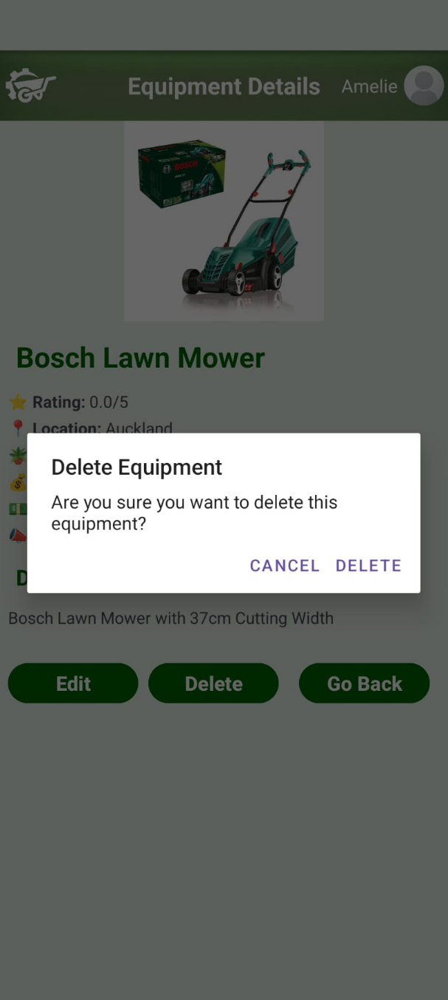 Equipment Details
Amelie
BOSCH
Bosch Lawn Mower
Rating: 0.0/5
Location: Auckland
Delete Equipment
Are you sure you want to delete this
equipment?
CANCEL DELETE
D
Bosch Lawn Mower with 37cm Cutting Width
Edit
Delete
Go Back